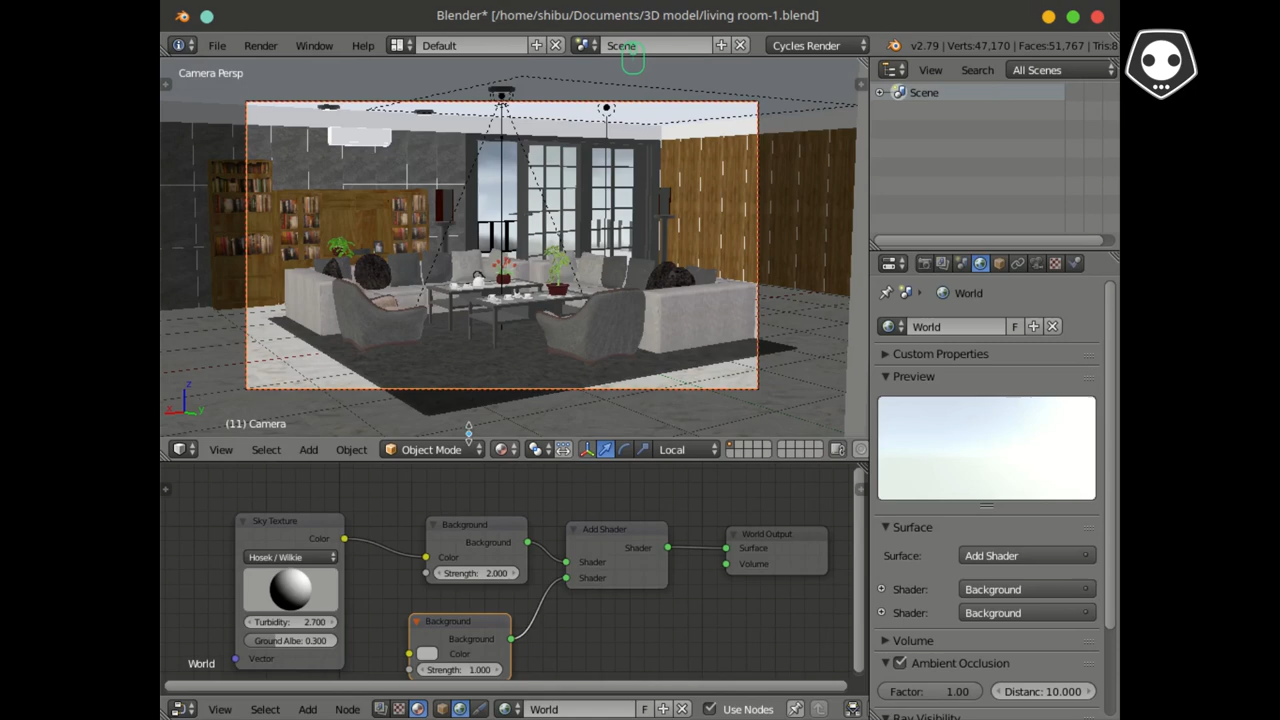 Blender* [/home/shibu/Documents/3D model/living room-1.blend]
File Render Window Help Default Scene Cycles Render v2.79 | Verts:47,170 | Faces:51,767 | Tris:8
Camera Persp
View Search All Scenes
Scene
World
World F
Custom Properties
Preview
z
x y
(11) Camera
View Select Add Object Object Mode Local
Surface
Surface: Add Shader
Shader: Background
Shader: Background
Volume
Ambient Occlusion
Factor: 1.00 Distanc: 10.000
Ray Visibility
Sky Texture
Color
Hosek / Wilkie
Turbidity: 2.700
Ground Albe: 0.300
Vector
Background
Background
Color
Strength: 2.000
Background
Background
Color
Strength: 1.000
Add Shader
Shader
Shader
Shader
World Output
Surface
Volume
World
View Select Add Node World F Use Nodes